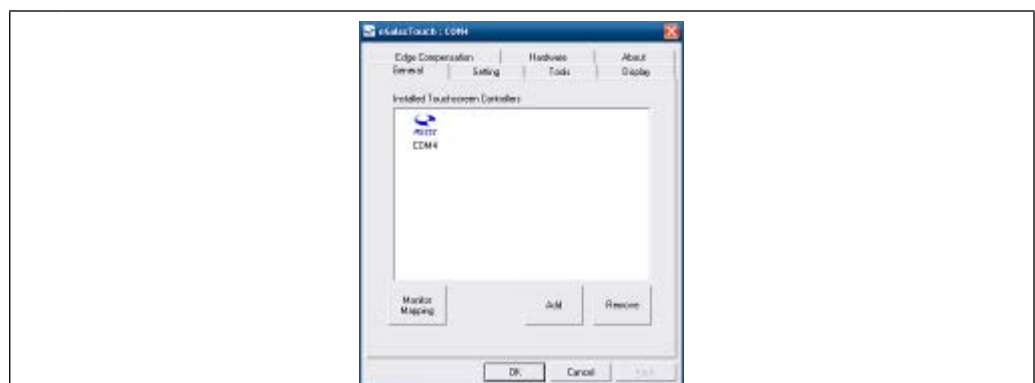 eGalaxTouch : COM4
Edge Compensation Hardware About
General Setting Tools Display
Installed Touchscreen Controllers
RS232
COM4
Monitor
Mapping
Add Remove
OK Cancel